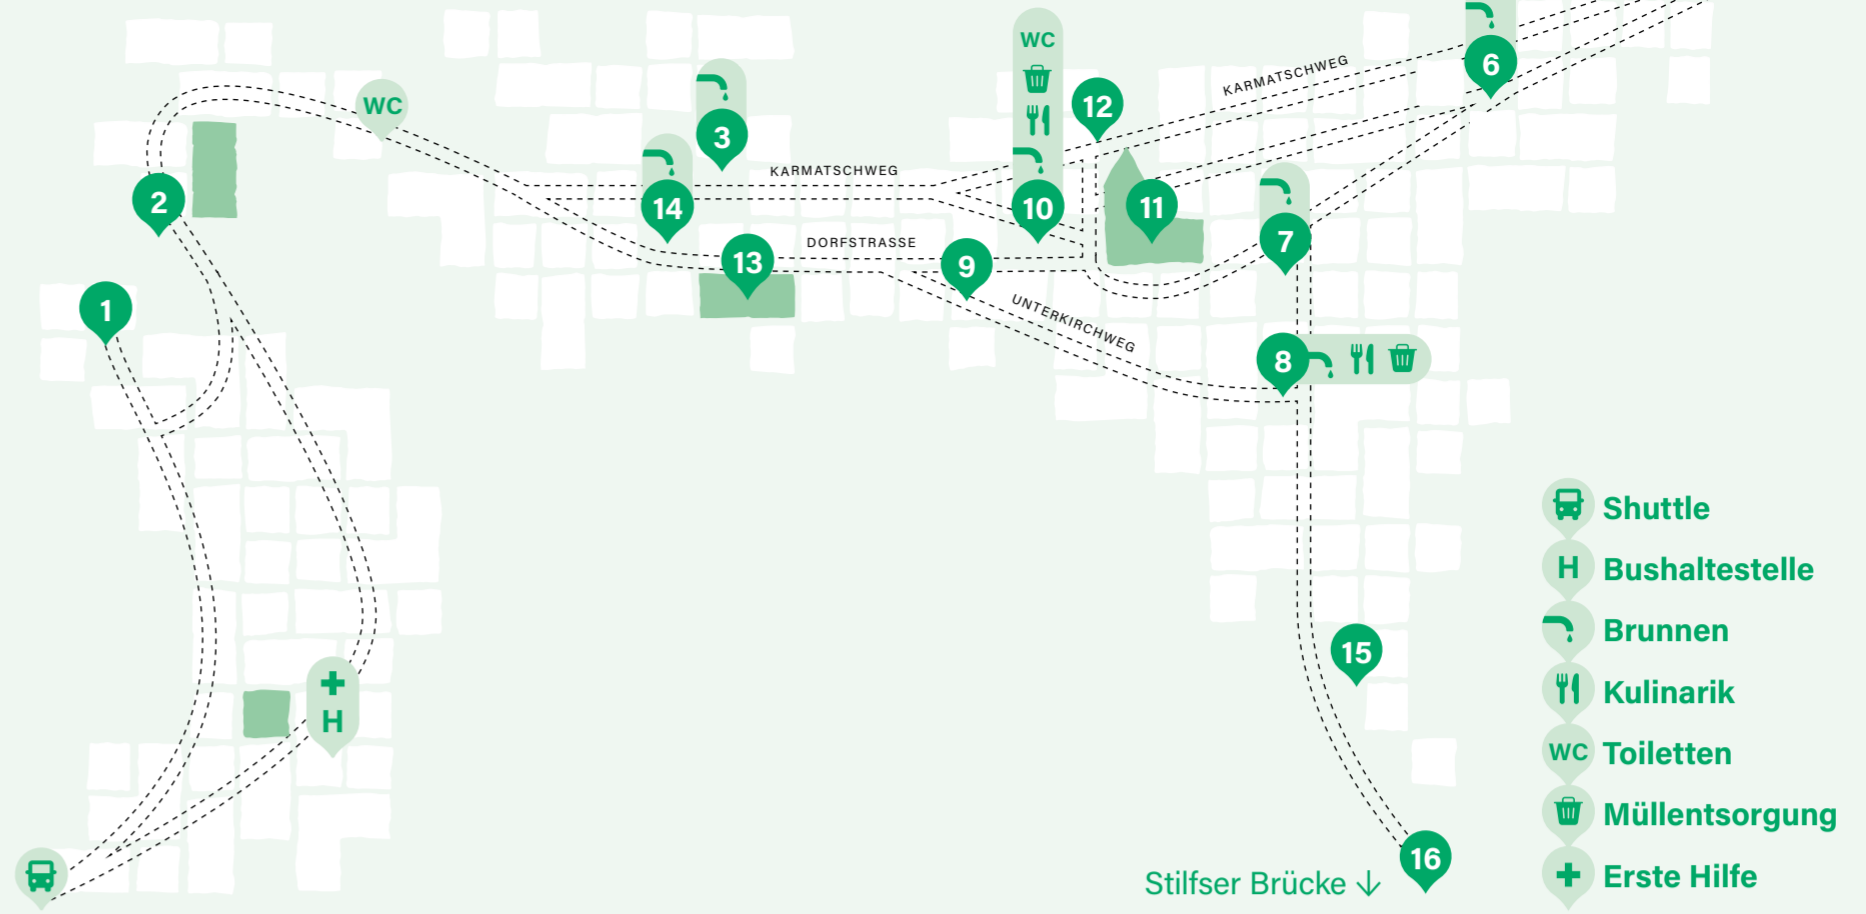 6
WC
KARMATSCHWEG
WC
12
3
KARMATSCHWEG
2
14
10
11
7
DORFSTRASSE
13
9
1
UNTERKIRCHWEG
8
Shuttle
H Bushaltestelle
Brunnen
15
Kulinarik
H
WC Toiletten
Müllentsorgung
16
Stilfser Brücke ↓
Erste Hilfe